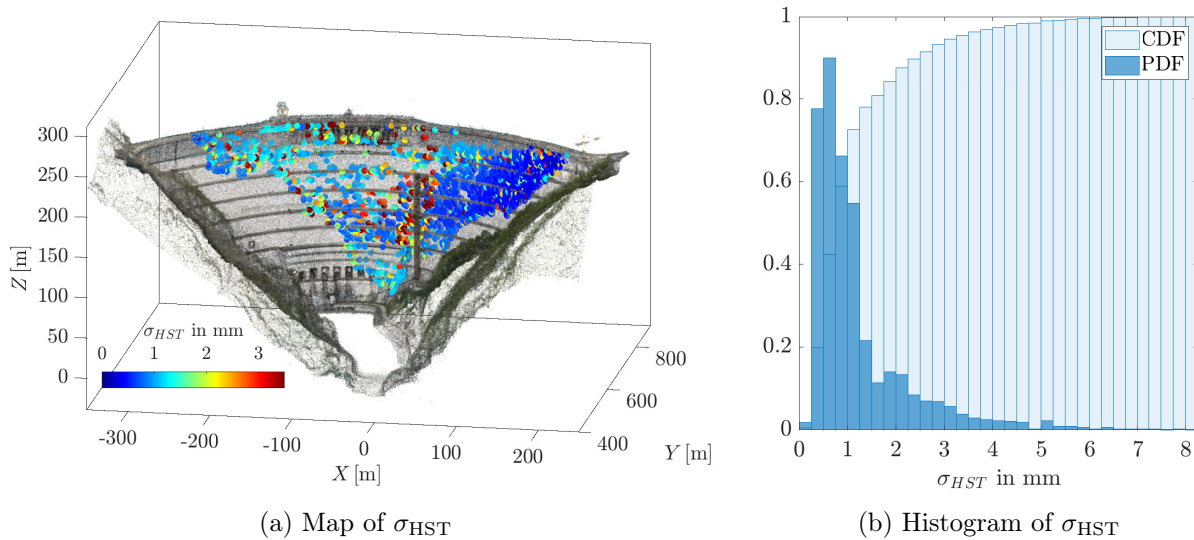 300
250
200
150
100
50
0
Z [m]
σHST in mm
0 1 2 3
-300 -200 -100 0 100 200
X [m]
400 600 800
Y [m]
(a) Map of σHST
1
0.8
0.6
0.4
0.2
0
CDF
PDF
0 1 2 3 4 5 6 7 8
σHST in mm
(b) Histogram of σHST